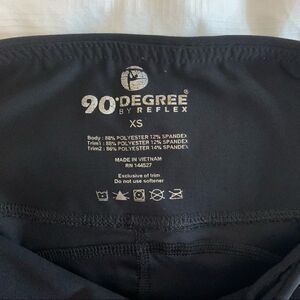 90°DEGREE®
BY REFLEX
XS
Body : 88% POLYESTER 12% SPANDEX
Trim1 : 88% POLYESTER 12% SPANDEX
Trim2 : 86% POLYESTER 14% SPANDEX
MADE IN VIETNAM
RN 144527
Exclusive of trim
Do not use softener